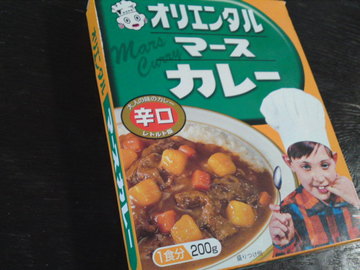 オリエンタル
マース
カレー
Mars
Curry
大人の味のカレー
辛口
レトルト版
1食分 200g
盛りつけ例
オリエンタル マースカレー